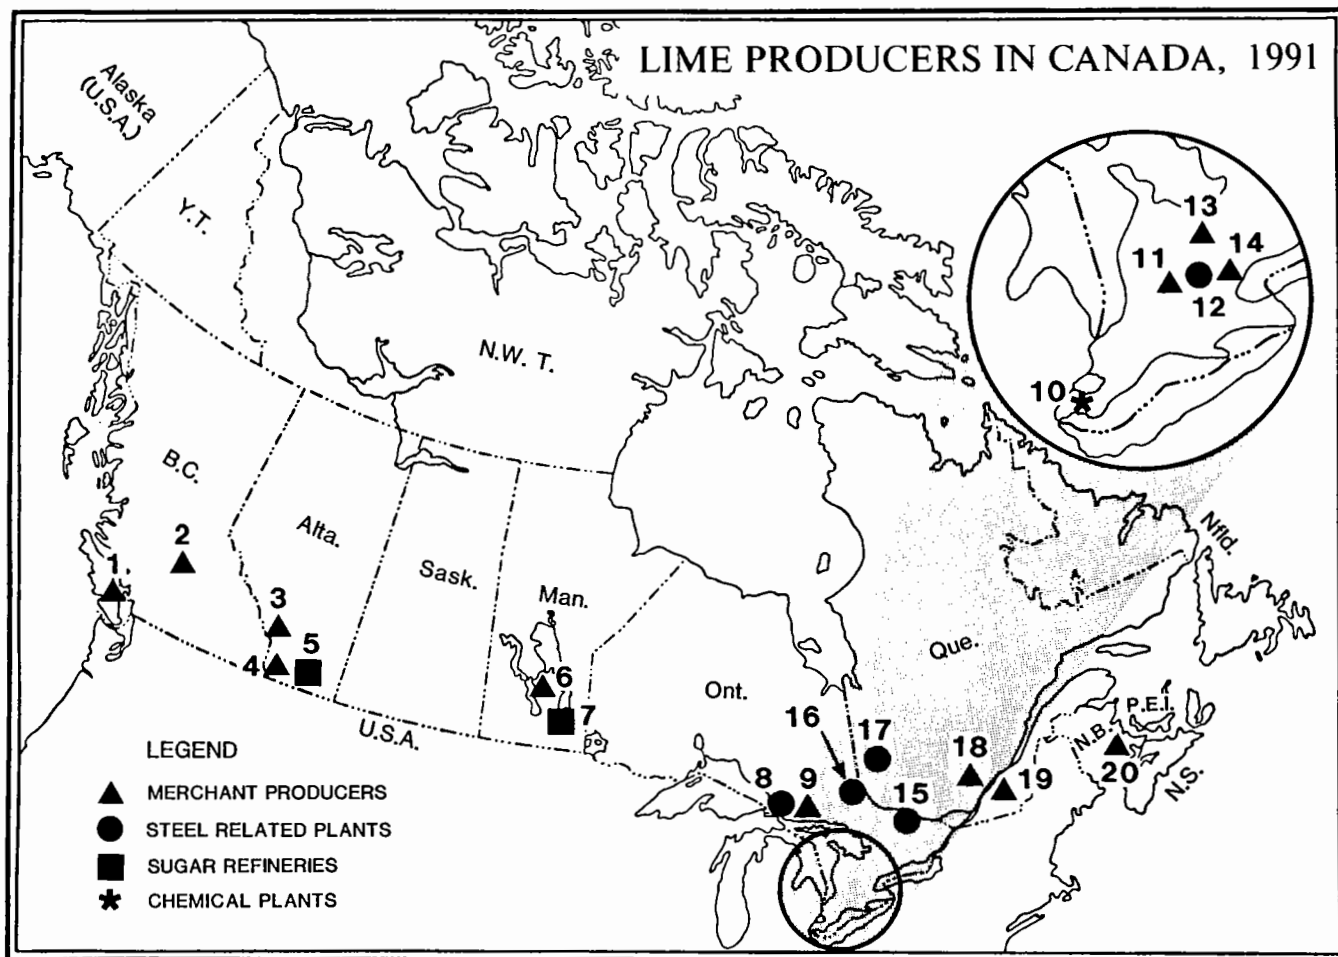 LIME PRODUCERS IN CANADA, 1991
Alaska
(U.S.A.)
Y.T.
N.W.T.
B.C.
Alta.
Sask.
Man.
Ont.
Que.
Nfld.
P.E.I.
N.B.
N.S.
U.S.A.
1
2
3
4
5
6
7
8
9
10
11
12
13
14
15
16
17
18
19
20
LEGEND
MERCHANT PRODUCERS
STEEL RELATED PLANTS
SUGAR REFINERIES
CHEMICAL PLANTS